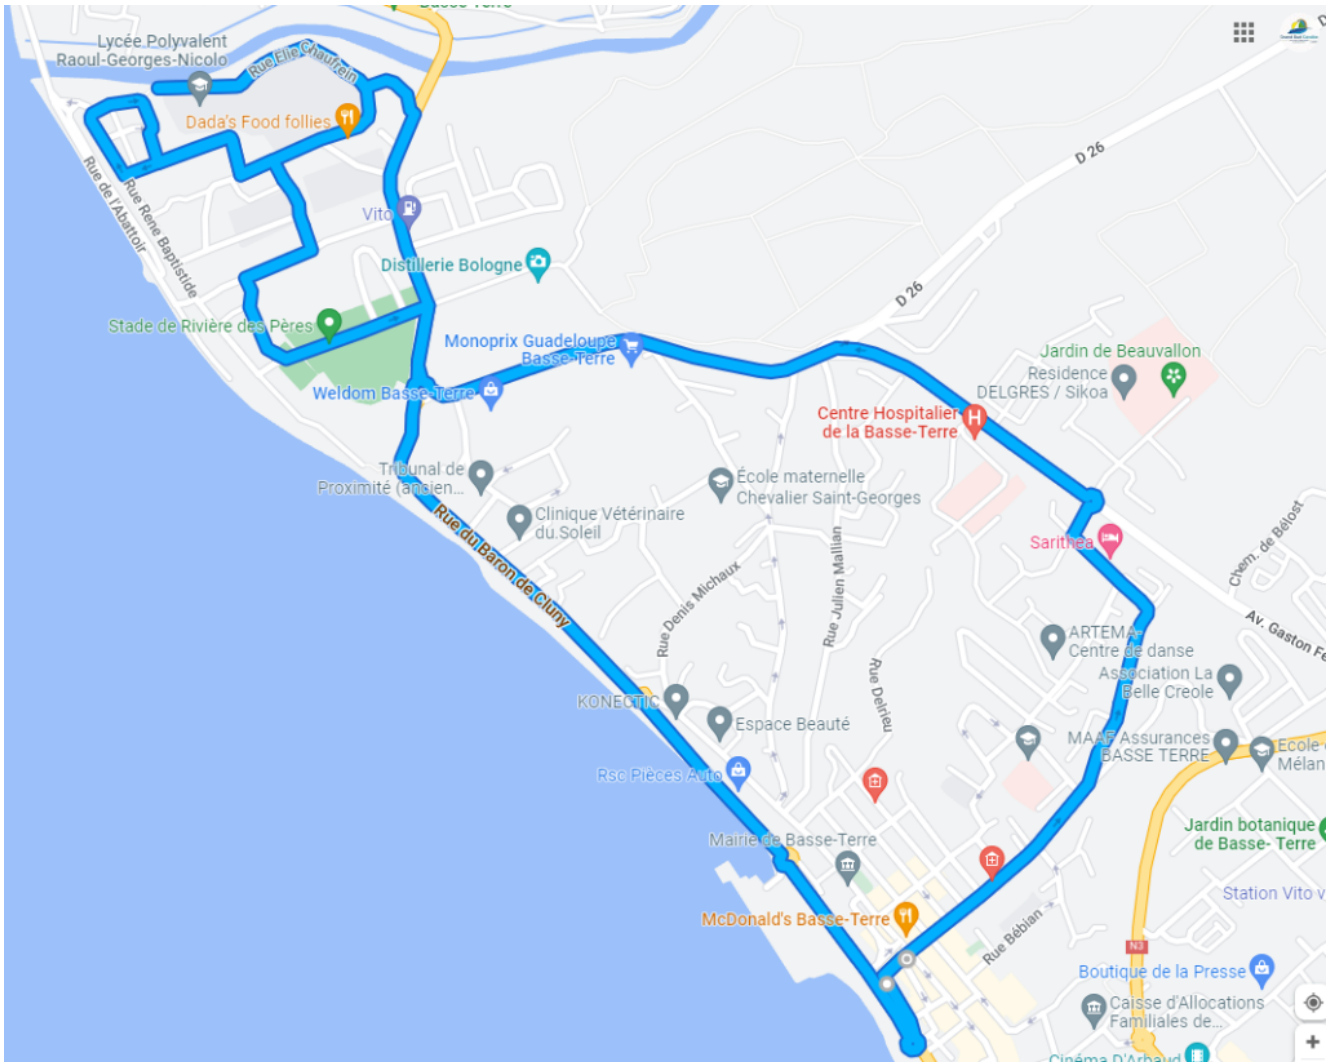 Basse-Terre
Lycée Polyvalent
Raoul-Georges-Nicolo
Rue Elie Chaufrein
Dada's Food follies
D 26
Rue de l'Abattoir
Rue Rene Baptistide
Vito
Distillerie Bologne
D 26
Stade de Rivière des Pères
Monoprix Guadeloupe
Basse-Terre
Jardin de Beauvallon
Residence
DELGRES / Sikoa
Weldom Basse-Terre
Centre Hospitalier
de la Basse-Terre
H
Tribunal de
Proximité (ancien...
École maternelle
Chevalier Saint-Georges
Clinique Vétérinaire
du.Soleil
Rue du Baron de Cluny
Sarithea
Chem. de Bélost
Rue Denis Michaux
Rue Julien Mallian
Av. Gaston Fe
ARTEMA-
Centre de danse
Rue Delrieu
Association La
Belle Creole
KONECTIC
Espace Beauté
MAAF Assurances
BASSE TERRE
Ecole
Mélan
Rsc Pièces Auto
Jardin botanique
de Basse- Terre
Mairie de Basse-Terre
Station Vito v
McDonald's Basse-Terre
Rue Bébian
N3
Boutique de la Presse
Caisse d'Allocations
Familiales de...
Cinéma D'Arbaud